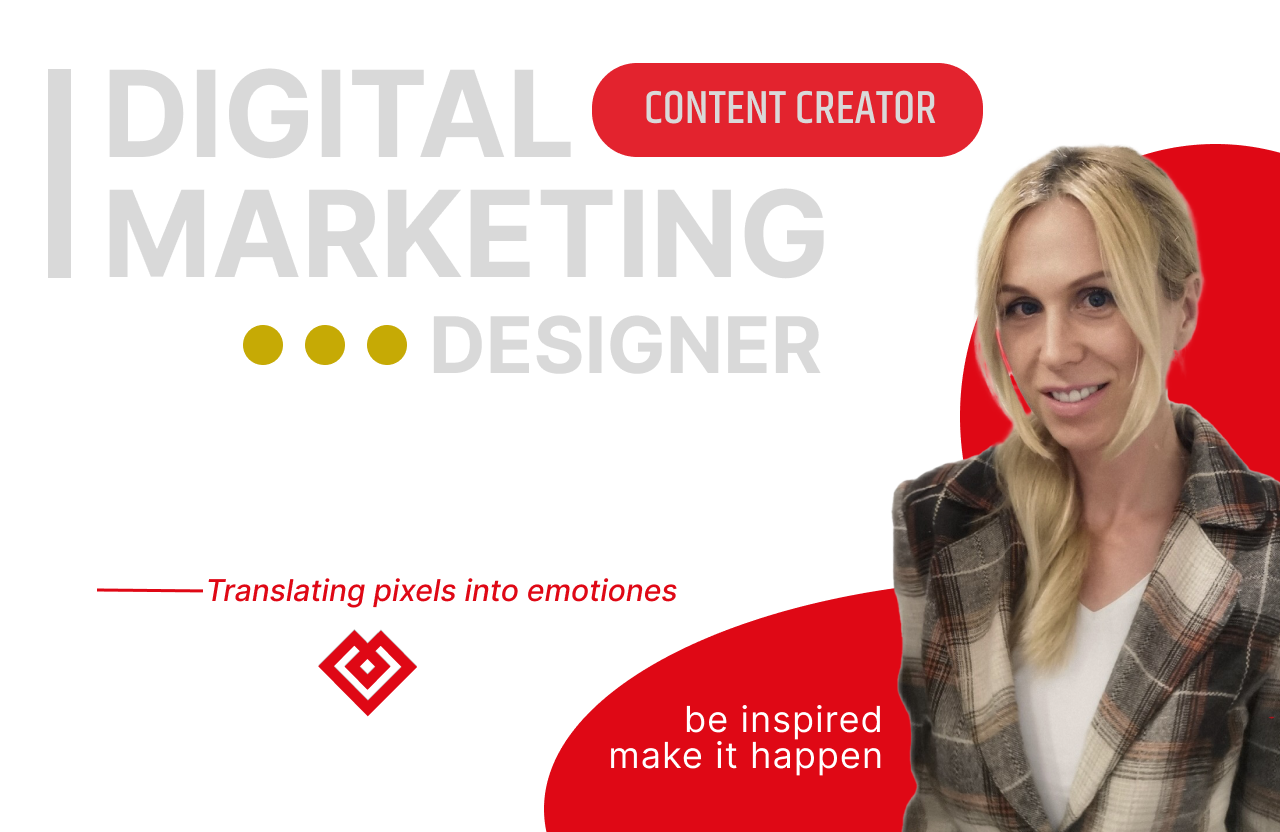 DIGITAL
CONTENT CREATOR
MARKETING
DESIGNER
Translating pixels into emotiones
be inspired
make it happen